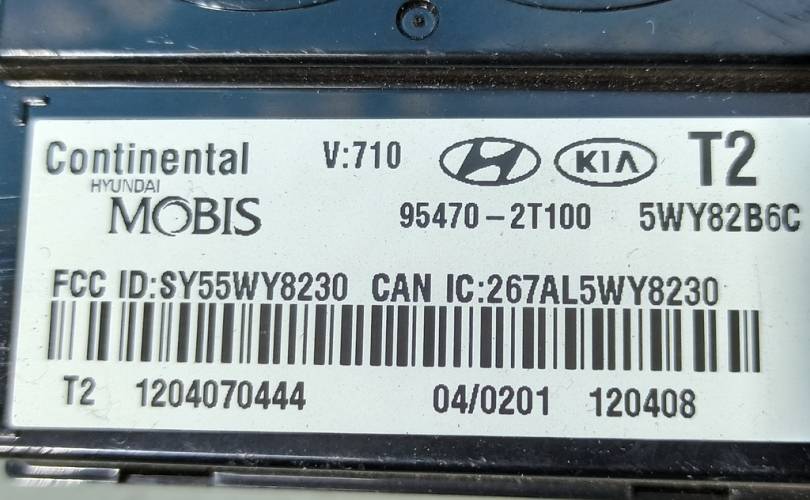 Continental V:710 KIA T2
HYUNDAI
MOBIS 95470-2T100 5WY82B6C
FCC ID:SY55WY8230 CAN IC:267AL5WY8230
T2 1204070444 04/0201 120408